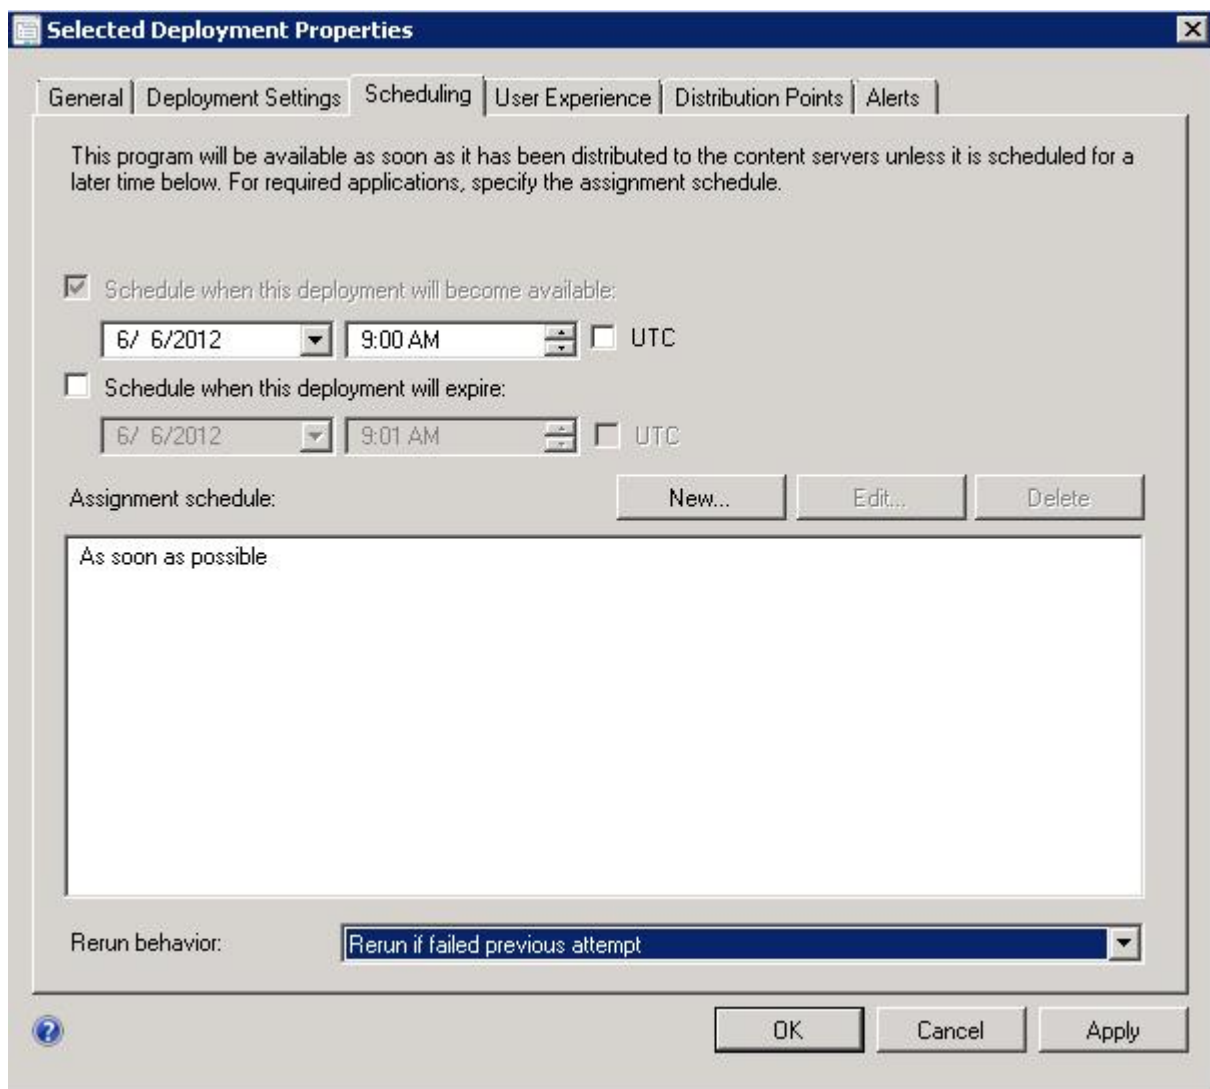 Selected Deployment Properties
General Deployment Settings Scheduling User Experience Distribution Points Alerts
This program will be available as soon as it has been distributed to the content servers unless it is scheduled for a
later time below. For required applications, specify the assignment schedule.
Schedule when this deployment will become available:
6/ 6/2012 9:00 AM UTC
Schedule when this deployment will expire:
6/ 6/2012 9:01 AM UTC
Assignment schedule: New... Edit... Delete
As soon as possible
Rerun behavior: Rerun if failed previous attempt
OK Cancel Apply